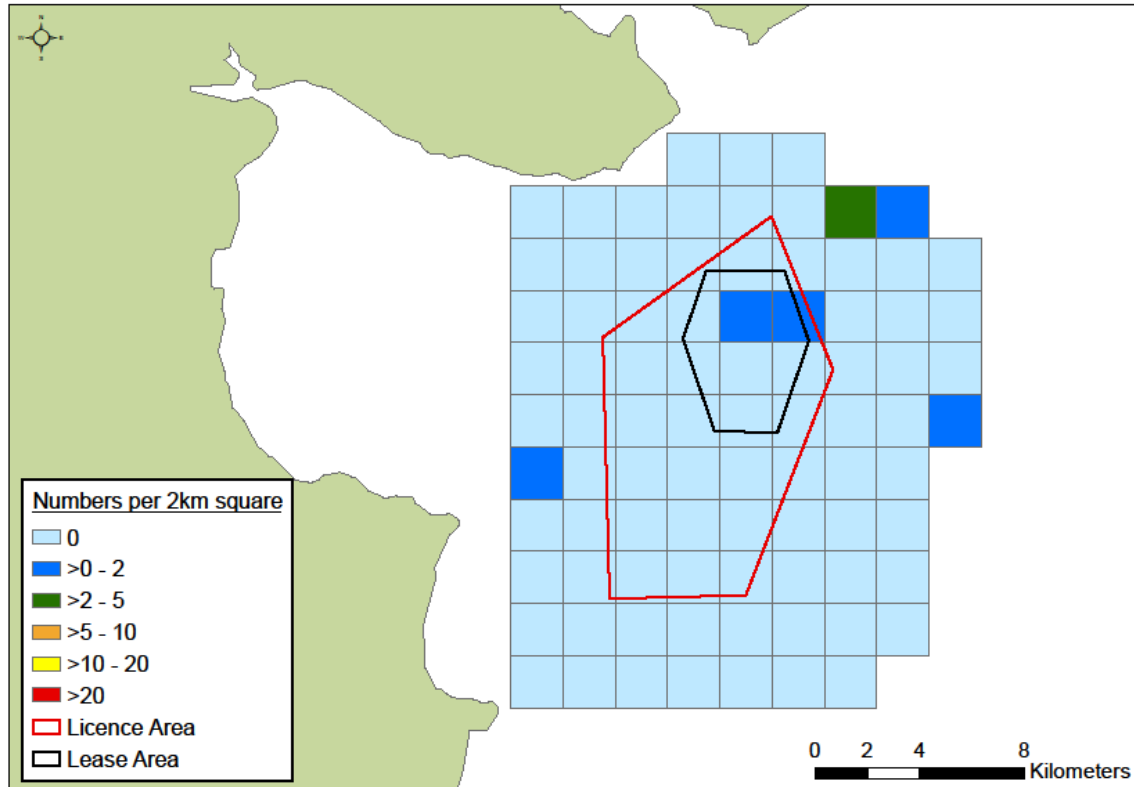 N
Numbers per 2km square
0
>0 - 2
>2 - 5
>5 - 10
>10 - 20
>20
Licence Area
Lease Area
0 2 4 8
Kilometers